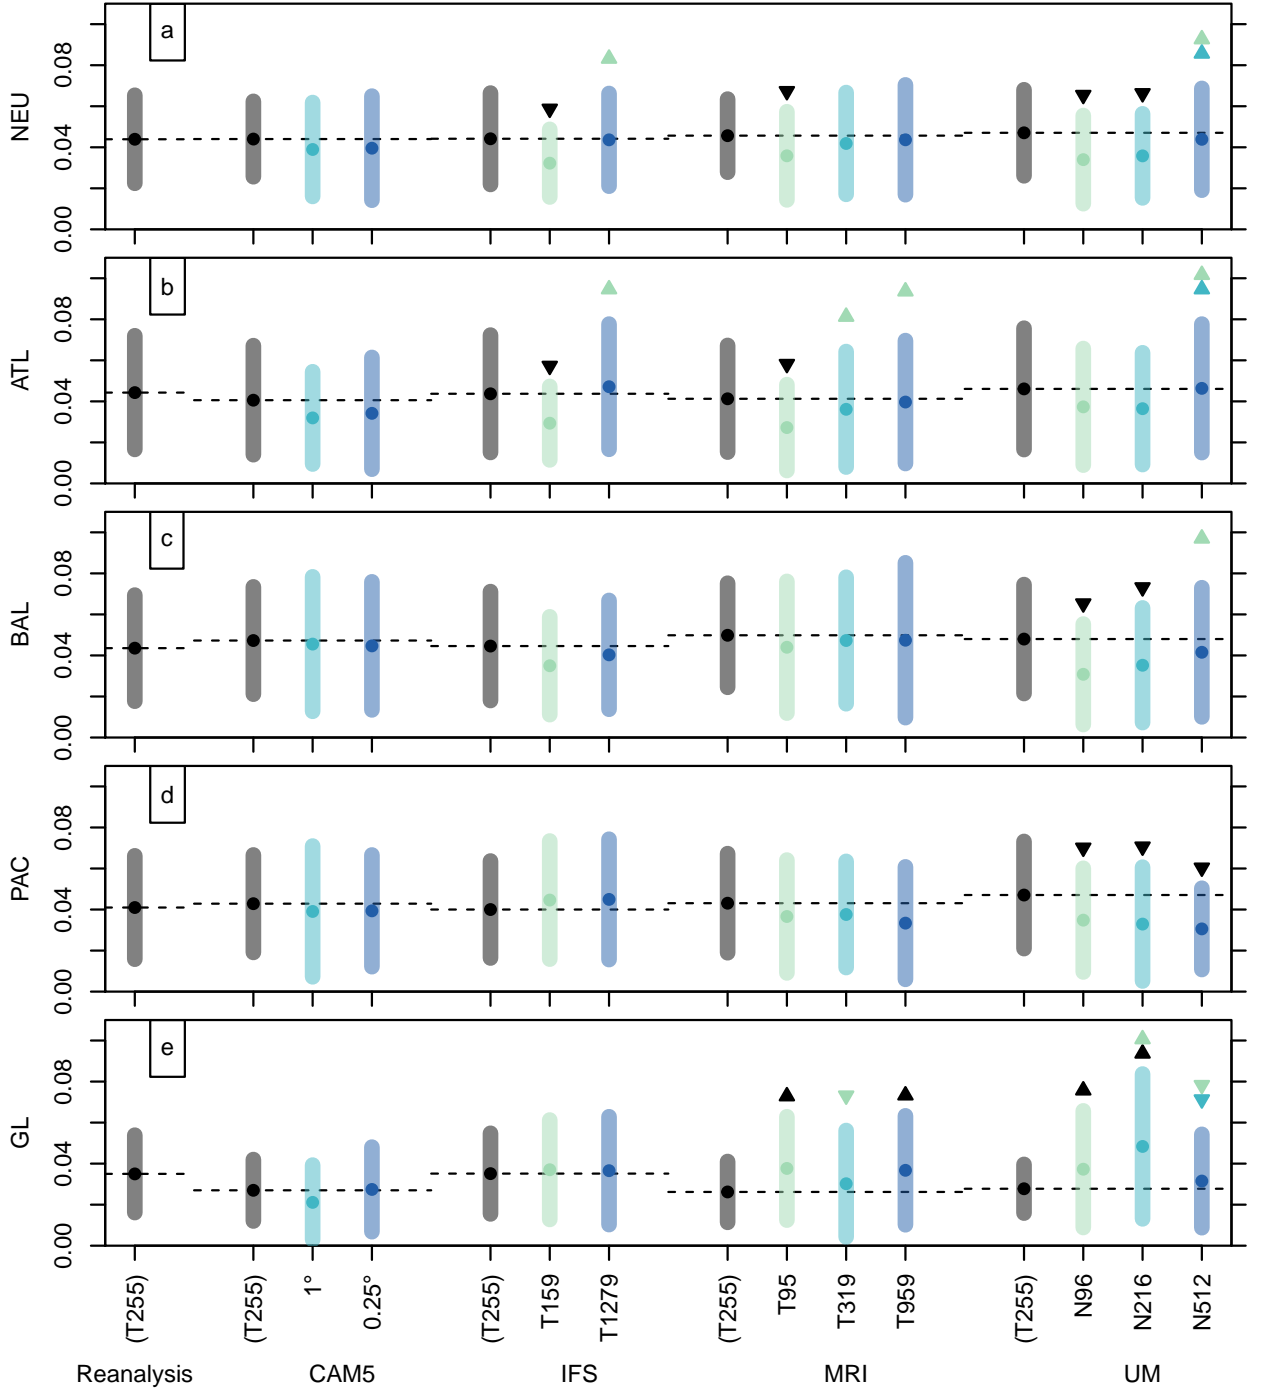 a
NEU
0.00 0.04 0.08
b
ATL
0.00 0.04 0.08
c
BAL
0.00 0.04 0.08
d
PAC
0.00 0.04 0.08
e
GL
0.00 0.04 0.08
(T255) (T255) 1° 0.25° (T255) T159 T1279 (T255) T95 T319 T959 (T255) N96 N216 N512
Reanalysis CAM5 IFS MRI UM